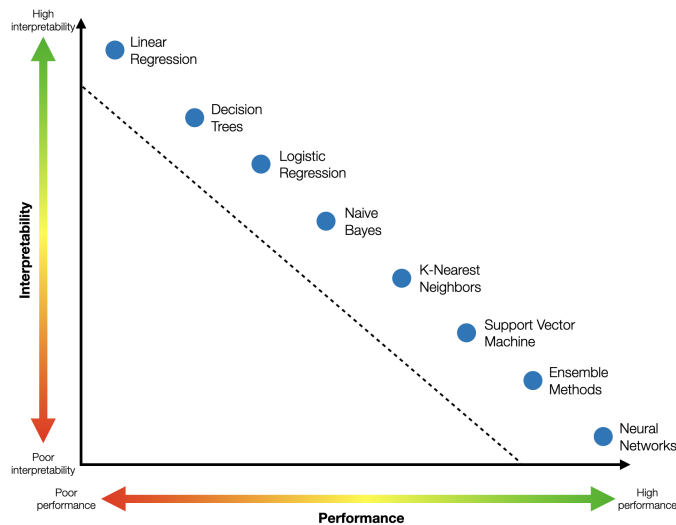 High
interpretability
Linear
Regression
Decision
Trees
Logistic
Regression
Naive
Bayes
Interpretability
K-Nearest
Neighbors
Support Vector
Machine
Ensemble
Methods
Neural
Networks
Poor
interpretability
Poor
performance
High
performance
Performance